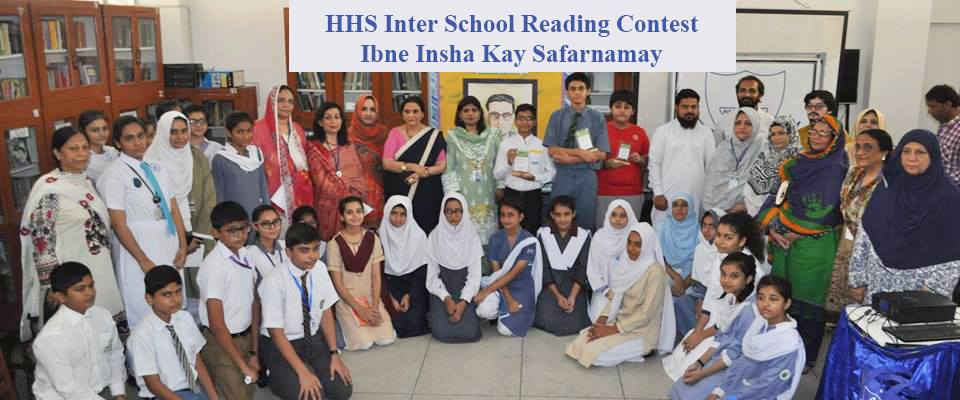 HHS Inter School Reading Contest
Ibne Insha Kay Safarnamay